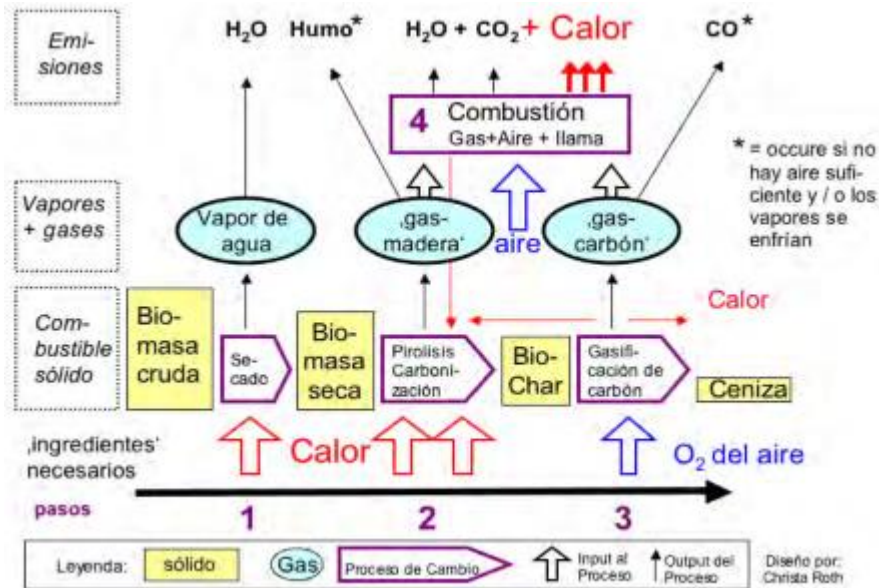 Emi-
siones
H₂O
Humo*
H₂O + CO₂ + Calor
CO*
4
Combustión
Gas+Aire + llama
* = occure si no
hay aire sufi-
ciente y / o los
vapores se
enfrían
Vapores
+ gases
Vapor de
agua
‚gas-
madera‘
aire
‚gas-
carbón‘
Calor
Com-
bustible
sólido
Bio-
masa
cruda
Se-
cado
Bio-
masa
seca
Pirolisis
Carboni-
zación
Bio-
Char
Gasifi-
cación de
carbón
Ceniza
‚ingredientes‘
necesarios
Calor
O₂ del aire
pasos
1
2
3
Leyenda:
sólido
Gas
Proceso de Cambio
Input al
Proceso
Output del
Proceso
Diseño por:
Christa Roth